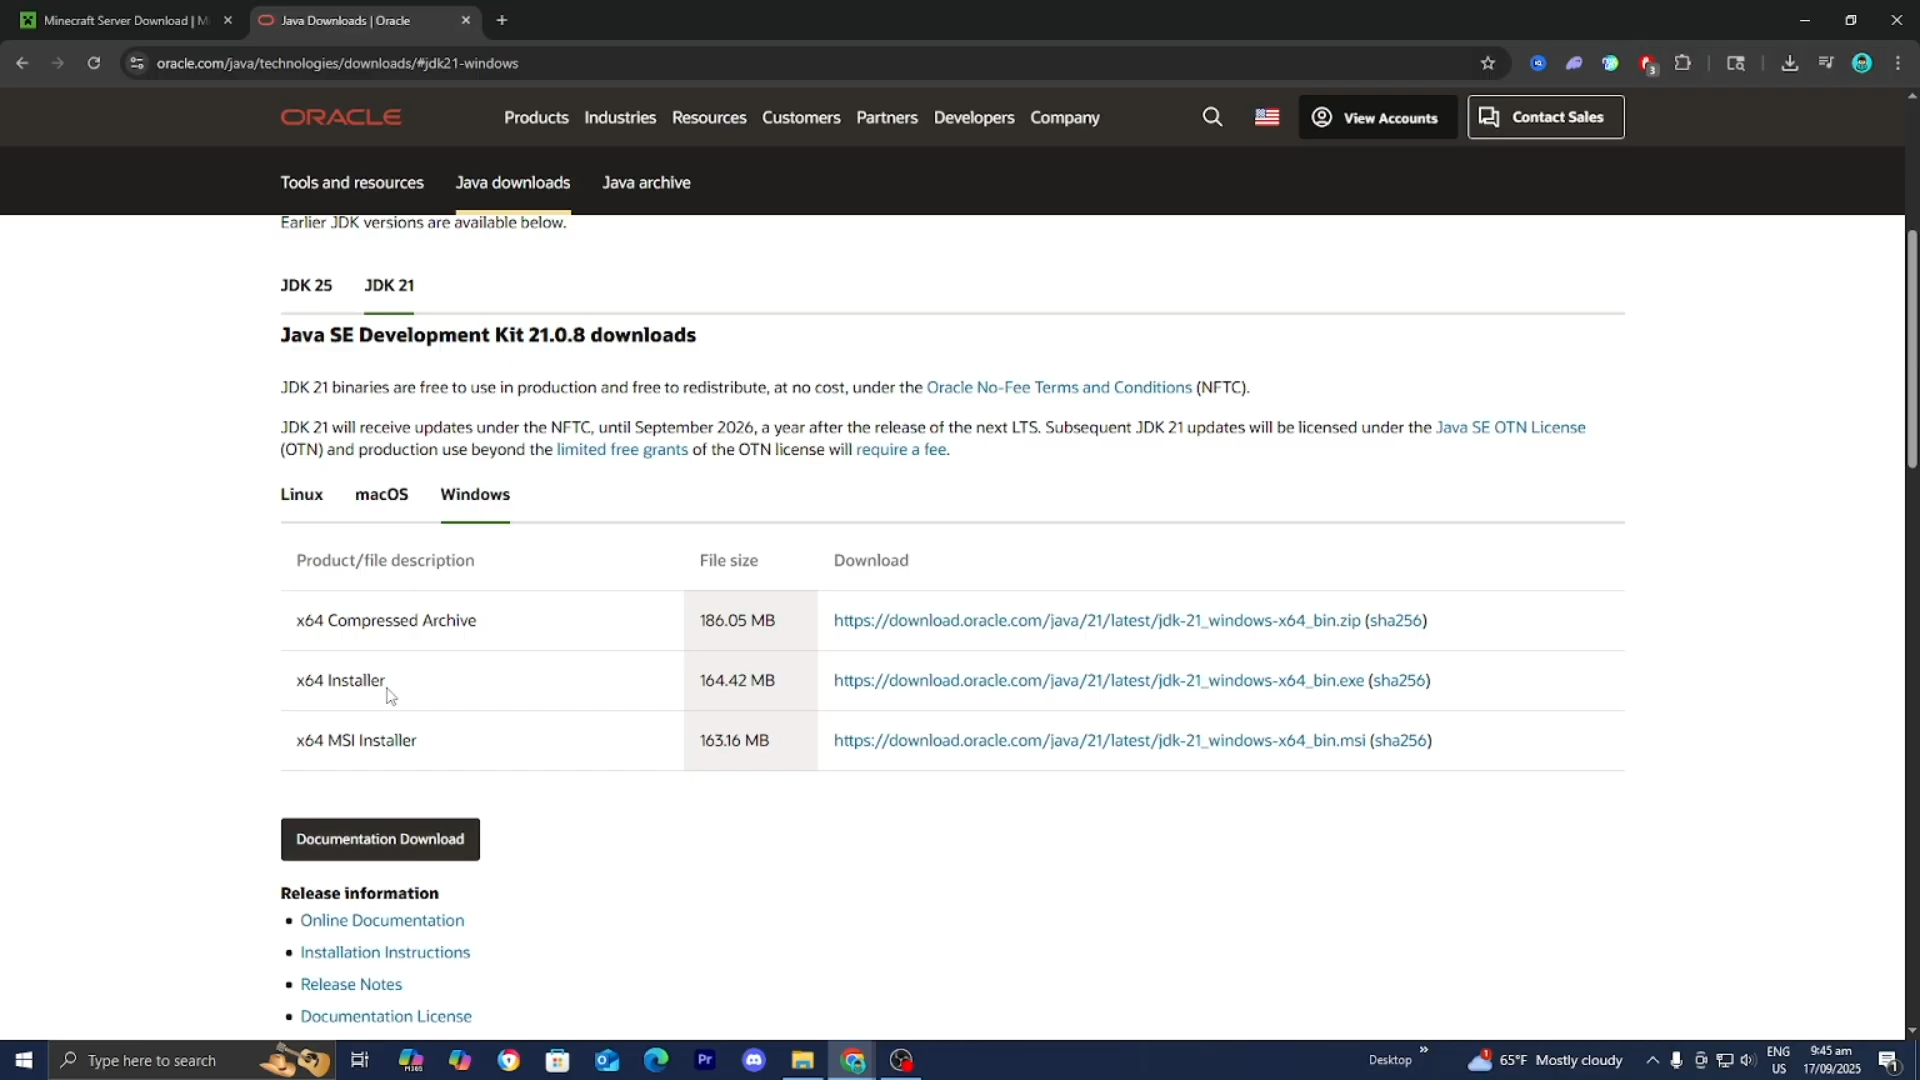 Minecraft Server Download | M
Java Downloads | Oracle
oracle.com/java/technologies/downloads/#jdk21-windows
3
ORACLE
Products Industries Resources Customers Partners Developers Company
View Accounts
Contact Sales
Tools and resources Java downloads Java archive
Earlier JDK versions are available below.
JDK 25 JDK 21
Java SE Development Kit 21.0.8 downloads
JDK 21 binaries are free to use in production and free to redistribute, at no cost, under the Oracle No-Fee Terms and Conditions (NFTC).
JDK 21 will receive updates under the NFTC, until September 2026, a year after the release of the next LTS. Subsequent JDK 21 updates will be licensed under the Java SE OTN License
(OTN) and production use beyond the limited free grants of the OTN license will require a fee.
Linux macOS Windows
Product/file description File size Download
x64 Compressed Archive 186.05 MB https://download.oracle.com/java/21/latest/jdk-21_windows-x64_bin.zip (sha256)
x64 Installer 164.42 MB https://download.oracle.com/java/21/latest/jdk-21_windows-x64_bin.exe (sha256)
x64 MSI Installer 163.16 MB https://download.oracle.com/java/21/latest/jdk-21_windows-x64_bin.msi (sha256)
Documentation Download
Release information
Online Documentation
Installation Instructions
Release Notes
Documentation License
Type here to search
M365
Pr
Desktop
1
65°F Mostly cloudy
ENG
US
9:45 am
17/09/2025
1